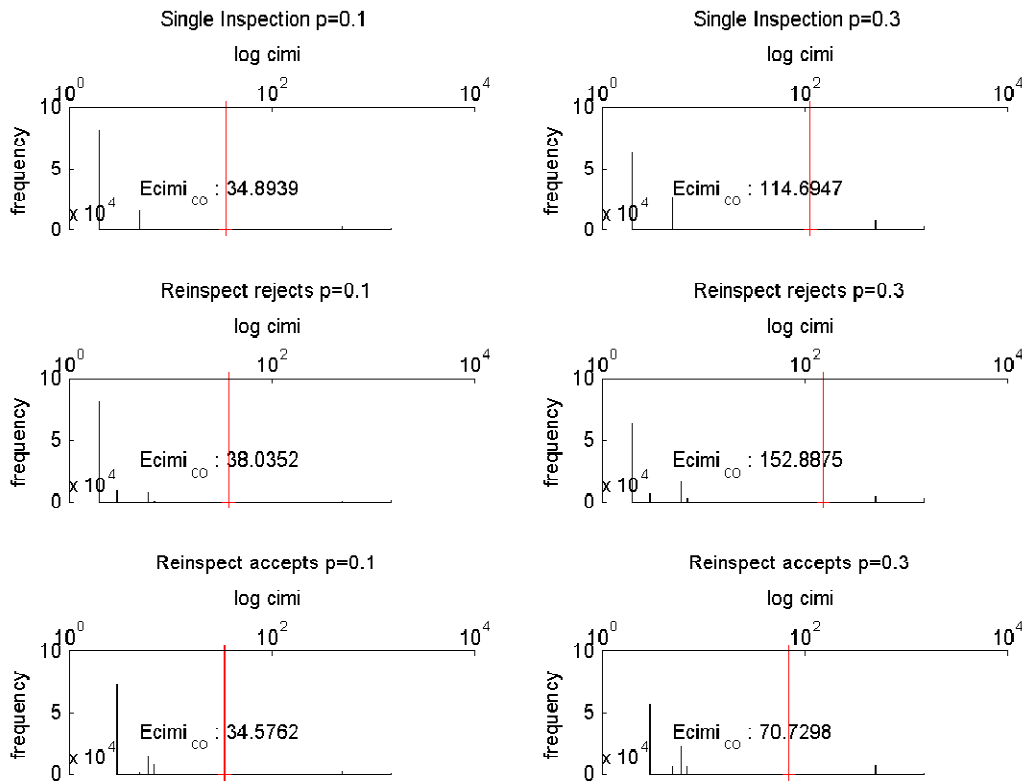 Single Inspection p=0.1
log cimi
10^0 10^2 10^4
10
frequency
5
Ecimi_co : 34.8939
x 10^4
0
Single Inspection p=0.3
log cimi
10^0 10^2 10^4
10
frequency
5
Ecimi_co : 114.6947
x 10^4
0
Reinspect rejects p=0.1
log cimi
10^0 10^2 10^4
10
frequency
5
Ecimi_co : 38.0352
x 10^4
0
Reinspect rejects p=0.3
log cimi
10^0 10^2 10^4
10
frequency
5
Ecimi_co : 152.8875
x 10^4
0
Reinspect accepts p=0.1
log cimi
10^0 10^2 10^4
10
frequency
5
Ecimi_co : 34.5762
x 10^4
0
Reinspect accepts p=0.3
log cimi
10^0 10^2 10^4
10
frequency
5
Ecimi_co : 70.7298
x 10^4
0